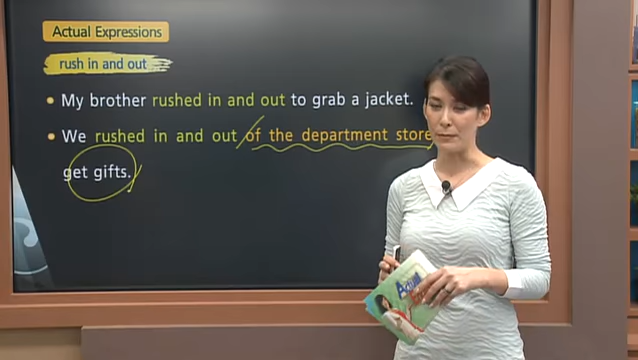 Actual Expressions
rush in and out
• My brother rushed in and out to grab a jacket.
• We rushed in and out of the department store
get gifts.
Actual